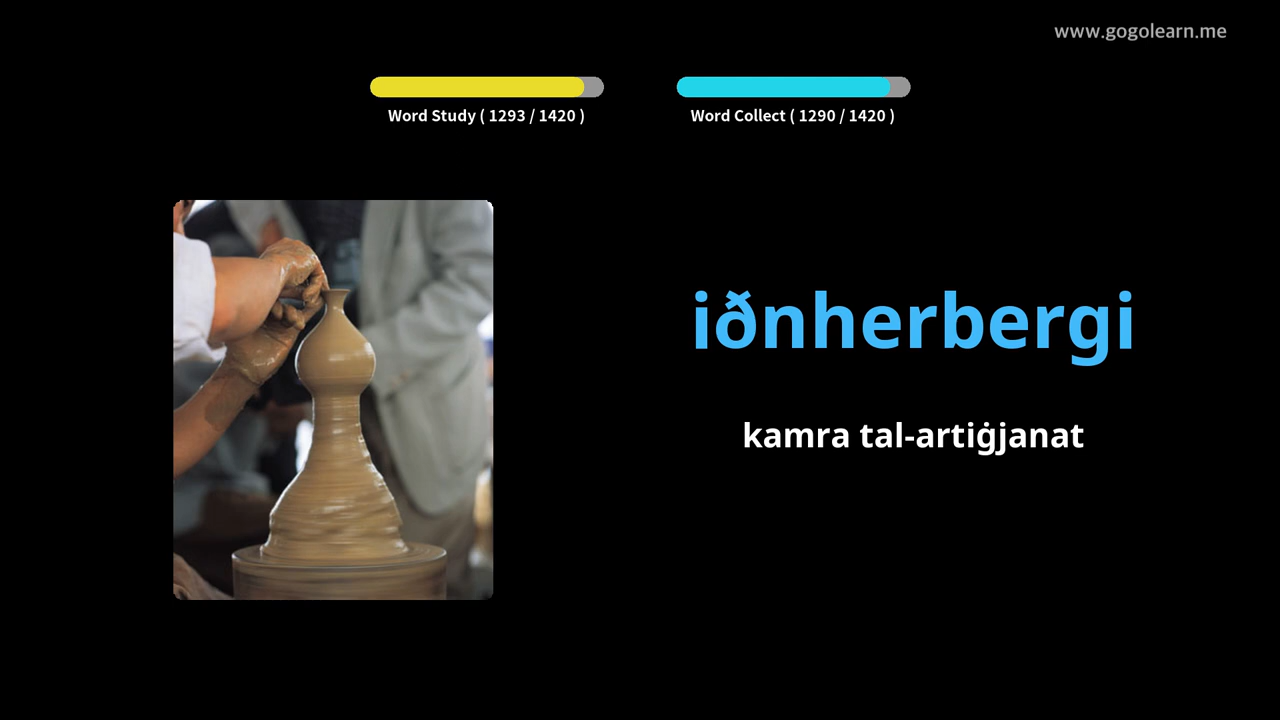 www.gogolearn.me
Word Study ( 1293 / 1420 )
Word Collect ( 1290 / 1420 )
iðnherbergi
kamra tal-artiġjanat